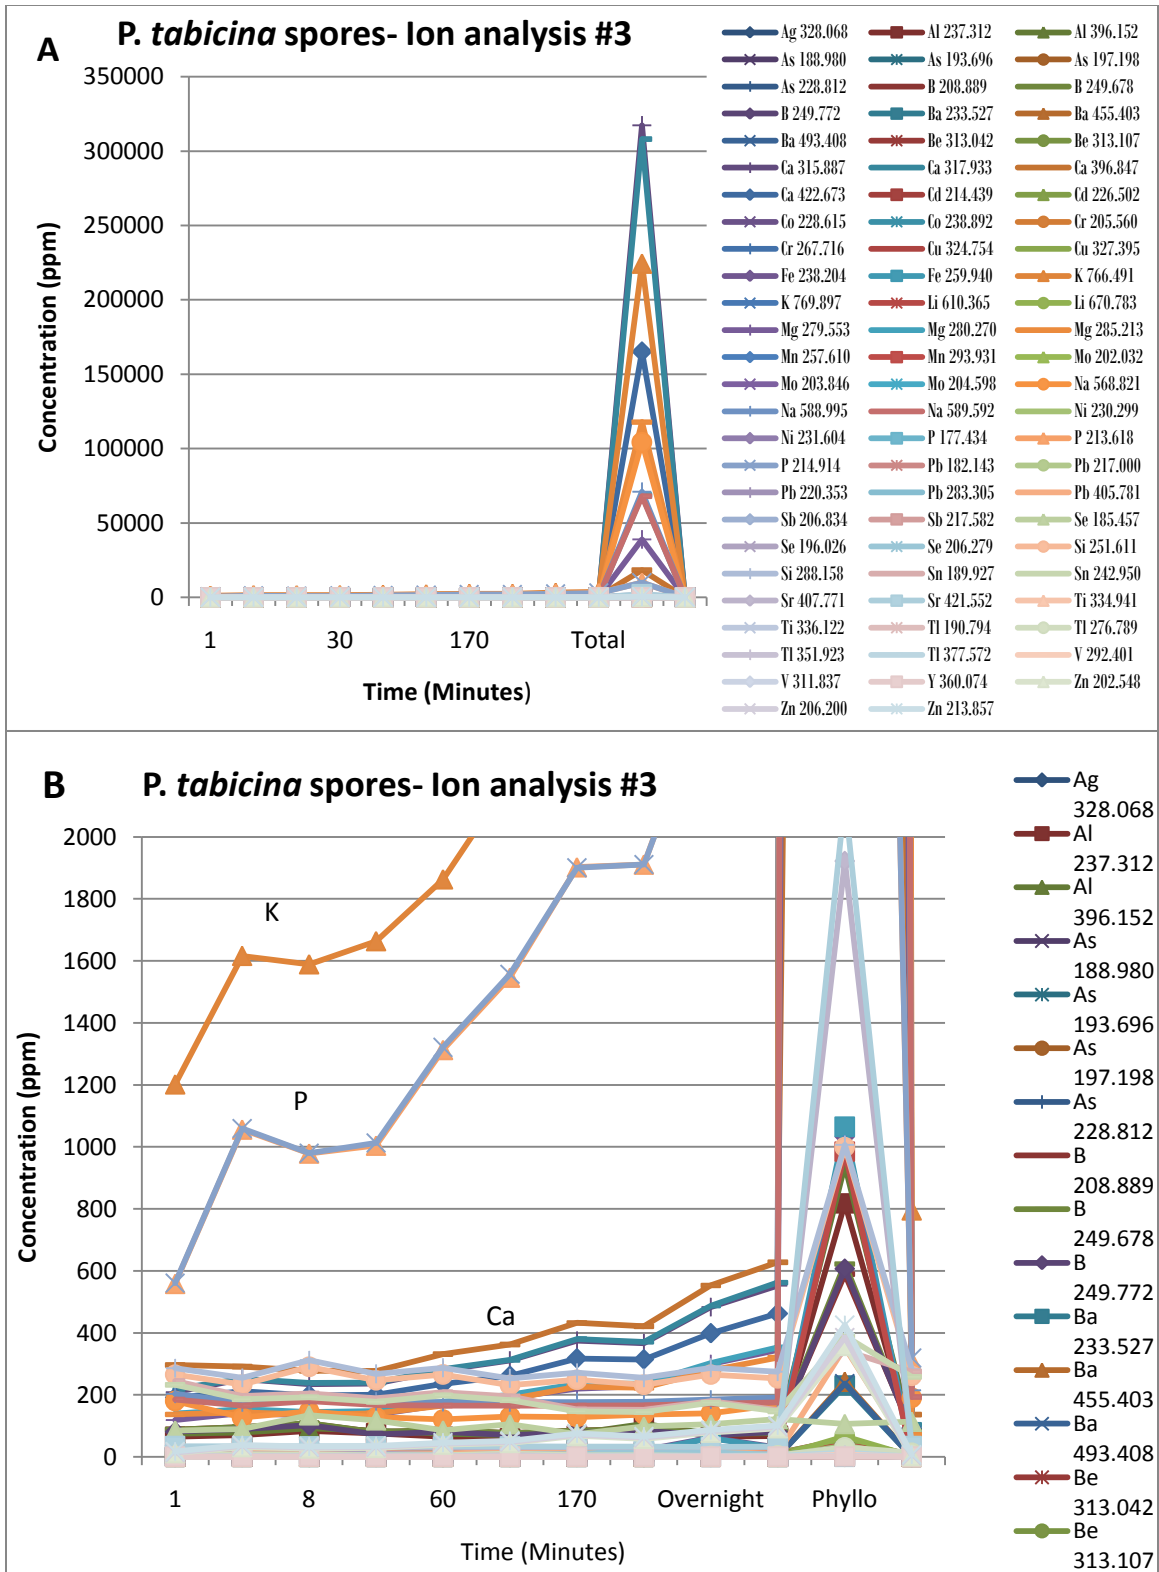 A
P. tabicina spores- Ion analysis #3
350000
300000
250000
200000
150000
100000
50000
0
Concentration (ppm)
1 30 170 Total
Time (Minutes)
Ag 328.068 Al 237.312 Al 396.152
As 188.980 As 193.696 As 197.198
As 228.812 B 208.889 B 249.678
B 249.772 Ba 233.527 Ba 455.403
Ba 493.408 Be 313.042 Be 313.107
Ca 315.887 Ca 317.933 Ca 396.847
Ca 422.673 Cd 214.439 Cd 226.502
Co 228.615 Co 238.892 Cr 205.560
Cr 267.716 Cu 324.754 Cu 327.395
Fe 238.204 Fe 259.940 K 766.491
K 769.897 Li 610.365 Li 670.783
Mg 279.553 Mg 280.270 Mg 285.213
Mn 257.610 Mn 293.931 Mo 202.032
Mo 203.846 Mo 204.598 Na 568.821
Na 588.995 Na 589.592 Ni 230.299
Ni 231.604 P 177.434 P 213.618
P 214.914 Pb 182.143 Pb 217.000
Pb 220.353 Pb 283.305 Pb 405.781
Sb 206.834 Sb 217.582 Se 185.457
Se 196.026 Se 206.279 Si 251.611
Si 288.158 Sn 189.927 Sn 242.950
Sr 407.771 Sr 421.552 Ti 334.941
Ti 336.122 Tl 190.794 Tl 276.789
Tl 351.923 Tl 377.572 V 292.401
V 311.837 Y 360.074 Zn 202.548
Zn 206.200 Zn 213.857
B
P. tabicina spores- Ion analysis #3
2000
1800
1600
1400
1200
1000
800
600
400
200
0
Concentration (ppm)
K
P
Ca
1 8 60 170 Overnight Phyllo
Time (Minutes)
Ag
328.068
Al
237.312
Al
396.152
As
188.980
As
193.696
As
197.198
As
228.812
B
208.889
B
249.678
B
249.772
Ba
233.527
Ba
455.403
Ba
493.408
Be
313.042
Be
313.107